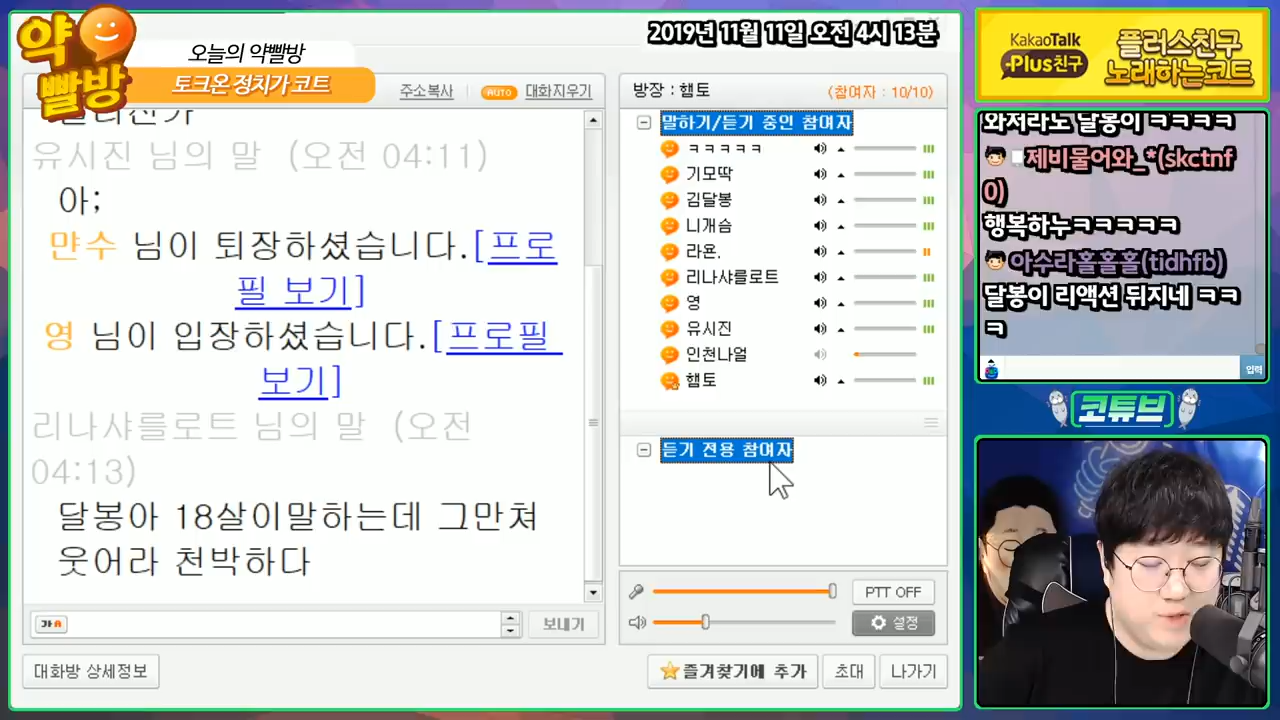 약빨방
오늘의 약빨방
토크온 정치가 코트
2019년 11월 11일 오전 4시 13분
주소복사
AUTO
대화지우기
유시진 님의 말 (오전 04:11)
아;
먄수 님이 퇴장하셨습니다.[프로
필 보기]
영 님이 입장하셨습니다.[프로필
보기]
리나샤를로트 님의 말 (오전
04:13)
달봉아 18살이말하는데 그만쳐
웃어라 천박하다
가A
보내기
대화방 상세정보
방장 : 햄토
(참여자 : 10/10)
말하기/듣기 중인 참여자
ㅋㅋㅋㅋㅋ
기모딱
김달봉
니개슴
라욘.
리나샤를로트
영
유시진
인천나얼
햄토
듣기 전용 참여자
PTT OFF
설정
즐겨찾기에 추가
초대
나가기
KakaoTalk
Plus친구
플러스친구
노래하는코트
와저라노 달봉이 ㅋㅋㅋㅋ
제비물어와_*(skctnf
0)
행복하누ㅋㅋㅋㅋㅋ
아수라홀홀홀(tidhfb)
달봉이 리액션 뒤지네 ㅋㅋ
ㅋ
입력
코튜브